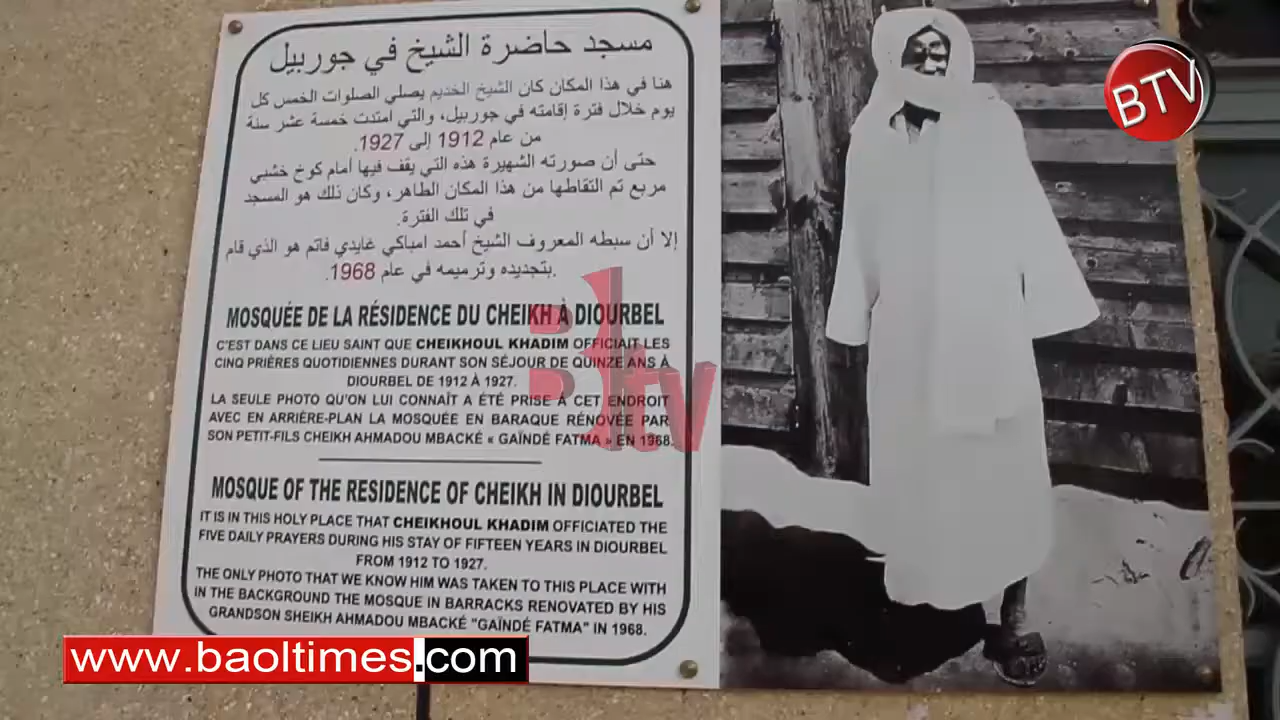 مسجد حاضرة الشيخ في جوربيل
هنا في هذا المكان كان الشيخ الخديم يصلي الصلوات الخمس كل
يوم خلال فترة إقامته في جوربيل، والتي امتدت خمسة عشر سنة
من عام 1912 إلى 1927.
حتى أن صورته الشهيرة هذه التي يقف فيها أمام كوخ خشبي
مربع تم التقاطها من هذا المكان الطاهر، وكان ذلك هو المسجد
في تلك الفترة.
إلا أن سبطه المعروف الشيخ أحمد امباكي غايدي فاتم هو الذي قام
بتجديده وترميمه في عام 1968.
MOSQUÉE DE LA RÉSIDENCE DU CHEIKH À DIOURBEL
C'EST DANS CE LIEU SAINT QUE CHEIKHOUL KHADIM OFFICIAIT LES
CINQ PRIÈRES QUOTIDIENNES DURANT SON SÉJOUR DE QUINZE ANS À
DIOURBEL DE 1912 À 1927.
LA SEULE PHOTO QU'ON LUI CONNAÎT A ÉTÉ PRISE À CET ENDROIT
AVEC EN ARRIÈRE-PLAN LA MOSQUÉE EN BARAQUE RÉNOVÉE PAR
SON PETIT-FILS CHEIKH AHMADOU MBACKÉ « GAÏNDÉ FATMA » EN 1968.
MOSQUE OF THE RESIDENCE OF CHEIKH IN DIOURBEL
IT IS IN THIS HOLY PLACE THAT CHEIKHOUL KHADIM OFFICIATED THE
FIVE DAILY PRAYERS DURING HIS STAY OF FIFTEEN YEARS IN DIOURBEL
FROM 1912 TO 1927.
THE ONLY PHOTO THAT WE KNOW HIM WAS TAKEN TO THIS PLACE WITH
IN THE BACKGROUND THE MOSQUE IN BARRACKS RENOVATED BY HIS
GRANDSON SHEIKH AHMADOU MBACKÉ "GAÏNDÉ FATMA" IN 1968.
BTV
Btv
www.baoltimes.com